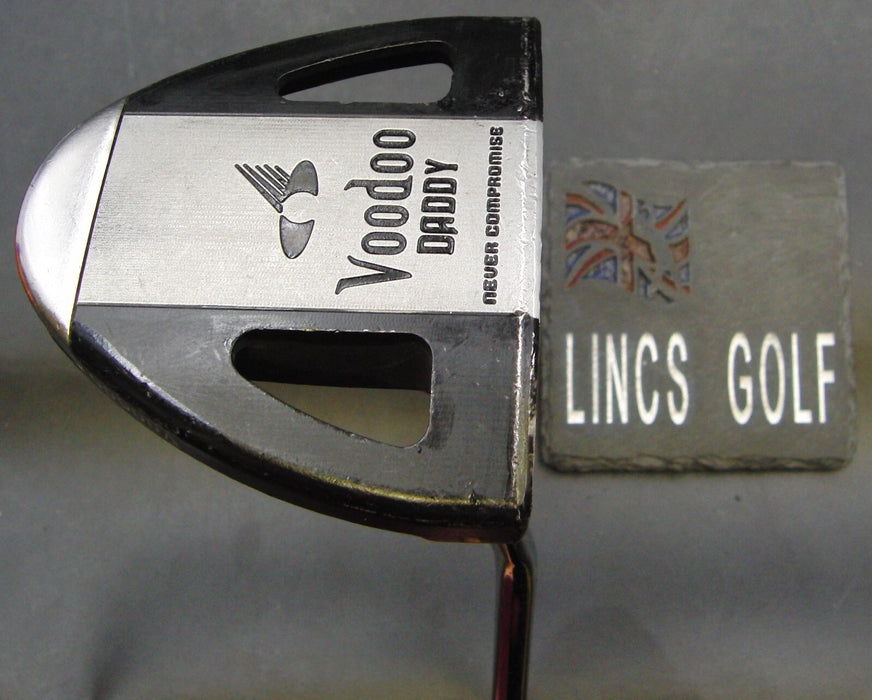 Voodoo
DADDY
NEVER COMPROMISE
LINCS GOLF